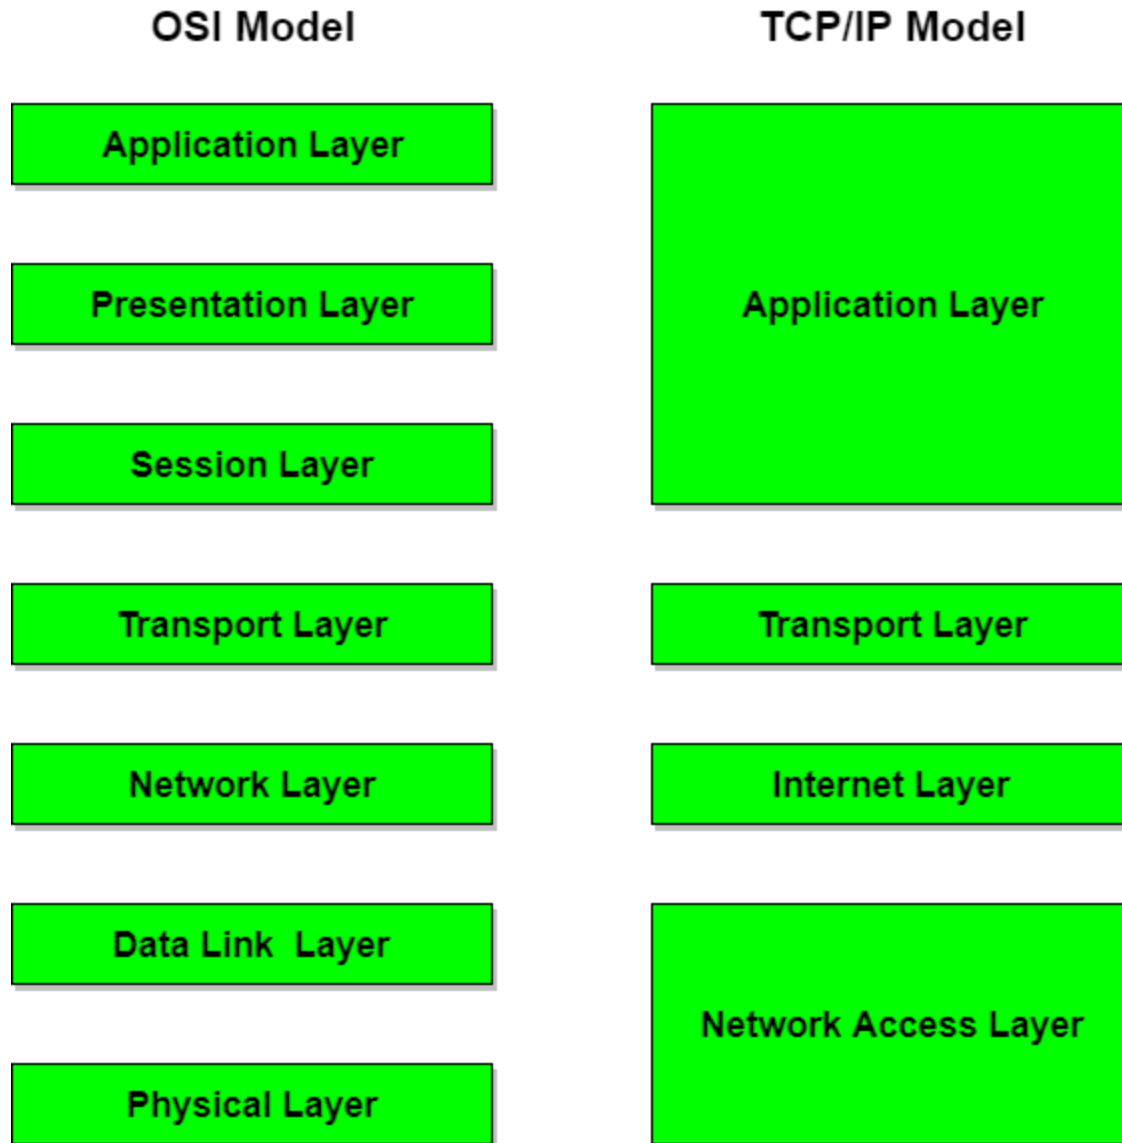 OSI Model
TCP/IP Model
Application Layer
Presentation Layer
Session Layer
Transport Layer
Network Layer
Data Link  Layer
Physical Layer
Application Layer
Transport Layer
Internet Layer
Network Access Layer